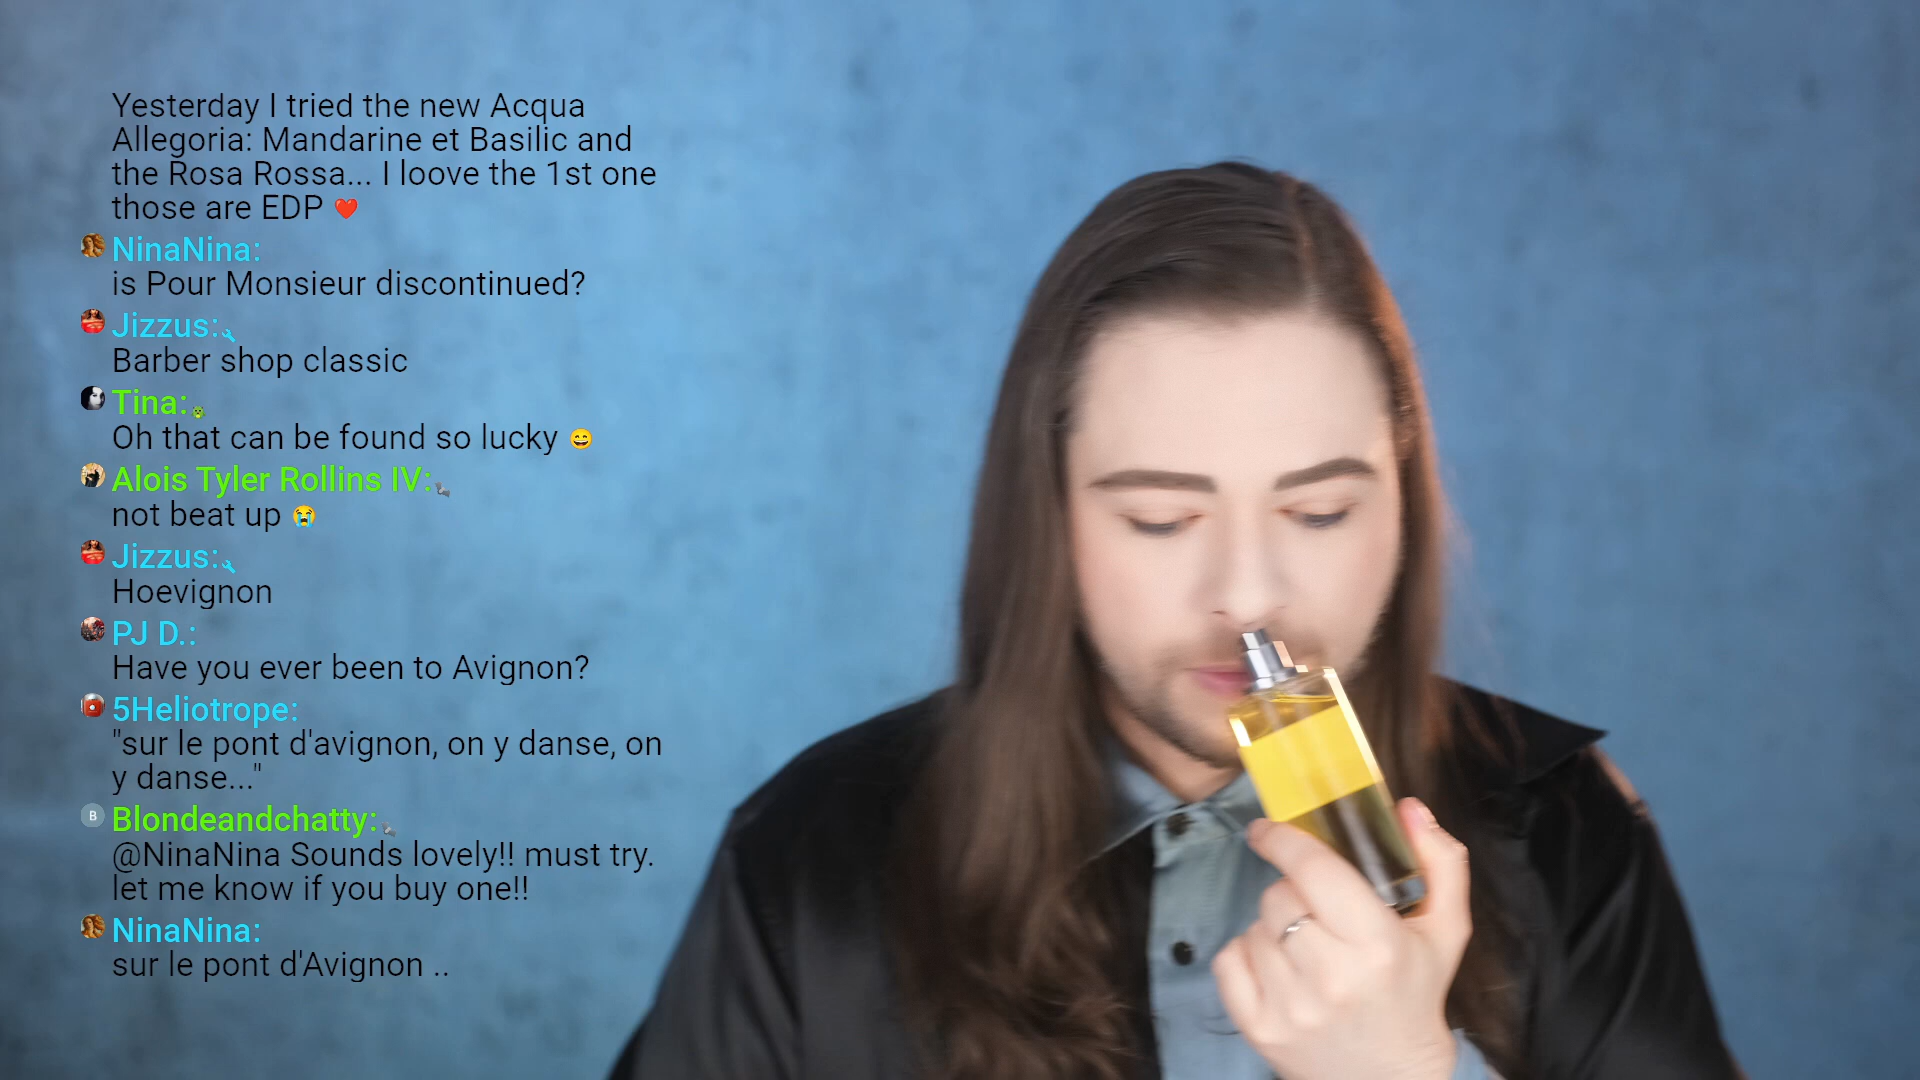 Yesterday I tried the new Acqua
Allegoria: Mandarine et Basilic and
the Rosa Rossa... I loove the 1st one
those are EDP ❤️
NinaNina:
is Pour Monsieur discontinued?
Jizzus:
Barber shop classic
Tina:
Oh that can be found so lucky 😄
Alois Tyler Rollins IV:
not beat up 😭
Jizzus:
Hoevignon
PJ D.:
Have you ever been to Avignon?
5Heliotrope:
"sur le pont d'avignon, on y danse, on
y danse..."
B
Blondeandchatty:
@NinaNina Sounds lovely!! must try.
let me know if you buy one!!
NinaNina:
sur le pont d'Avignon ..